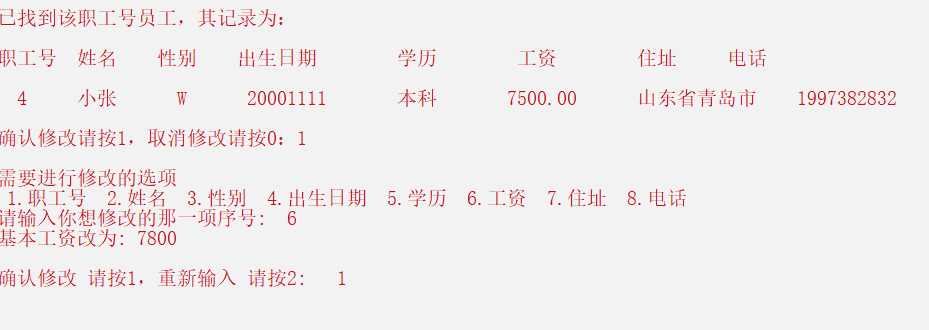 已找到该职工号员工，其记录为：
职工号 姓名 性别 出生日期 学历 工资 住址 电话
4 小张 W 20001111 本科 7500.00 山东省青岛市 1997382832
确认修改请按1，取消修改请按0：1
需要进行修改的选项
1.职工号 2.姓名 3.性别 4.出生日期 5.学历 6.工资 7.住址 8.电话
请输入你想修改的那一项序号： 6
基本工资改为：7800
确认修改 请按1，重新输入 请按2： 1